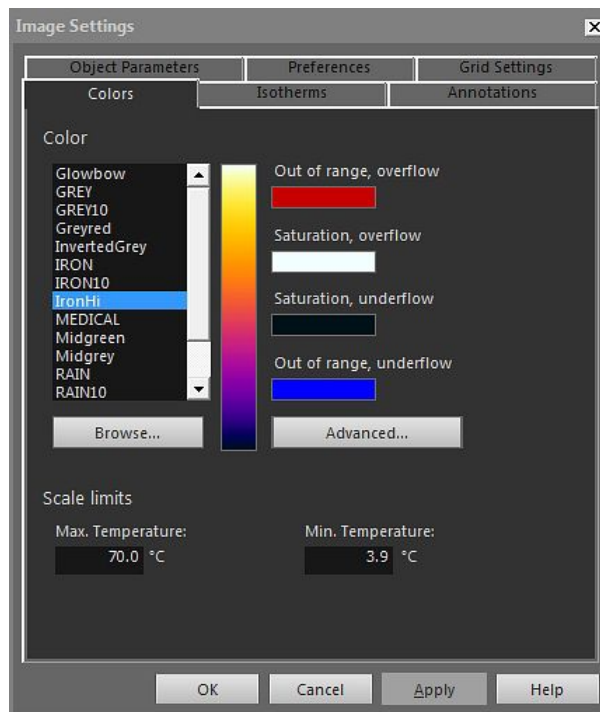 Image Settings
Object Parameters Preferences Grid Settings
Colors Isotherms Annotations
Color
Glowbow
GREY
GREY10
Greyred
InvertedGrey
IRON
IRON10
IronHi
MEDICAL
Midgreen
Midgrey
RAIN
RAIN10
Out of range, overflow
Saturation, overflow
Saturation, underflow
Out of range, underflow
Browse... Advanced...
Scale limits
Max. Temperature: Min. Temperature:
70.0 °C 3.9 °C
OK Cancel Apply Help